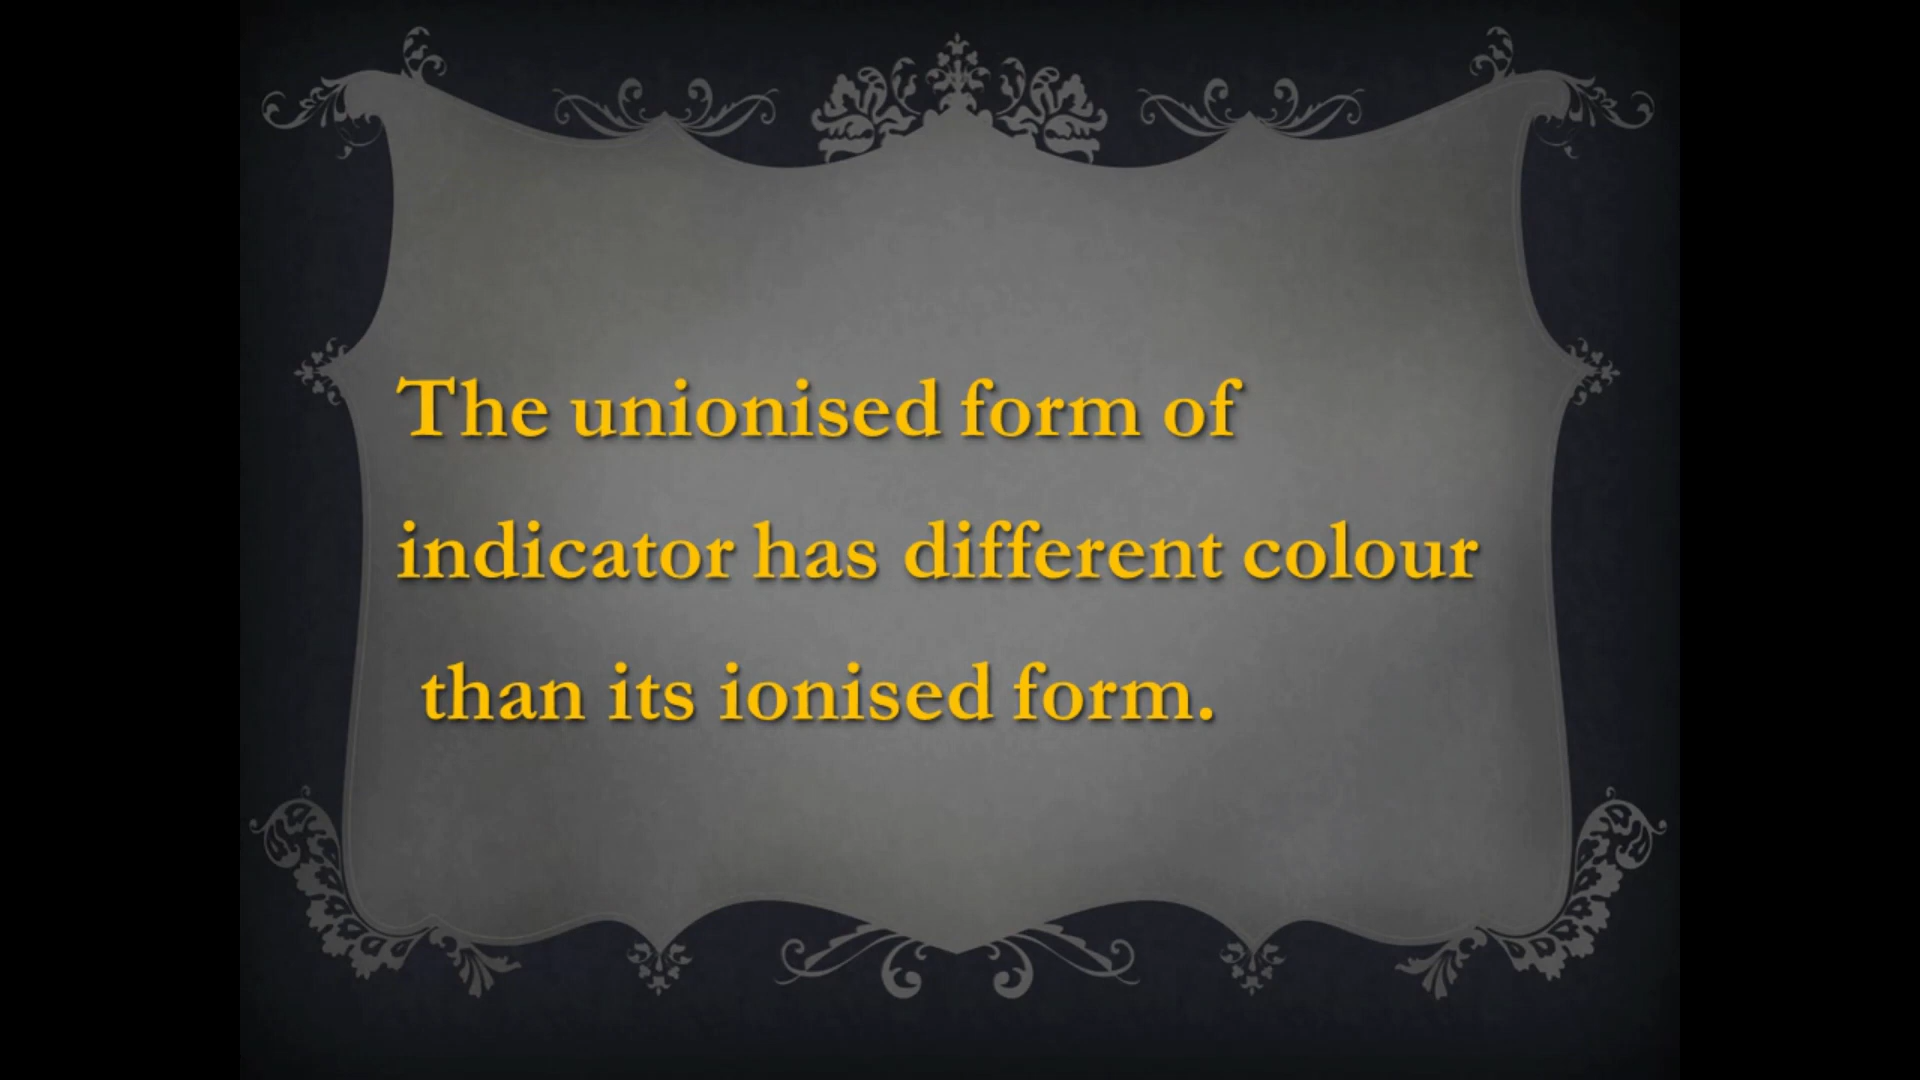 The unionised form of
indicator has different colour
than its ionised form.